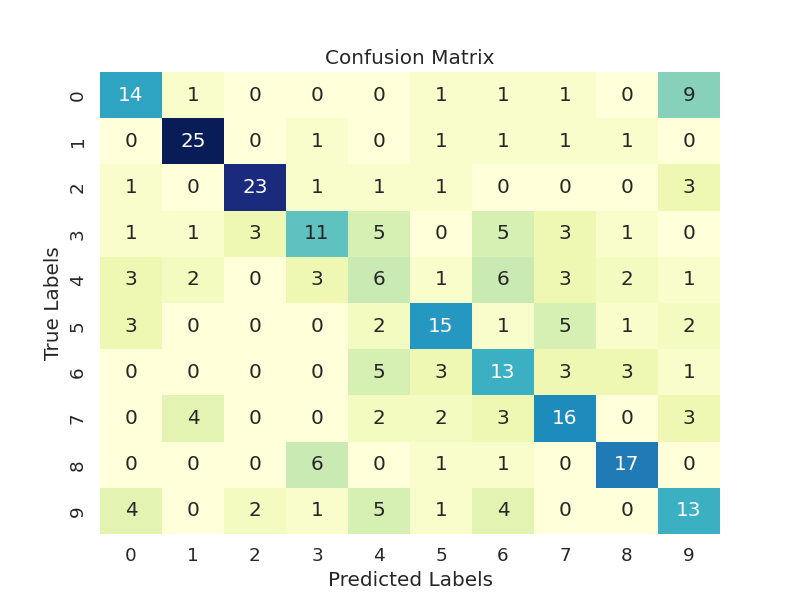 Confusion Matrix
True Labels
0 14 1 0 0 0 1 1 1 0 9
1 0 25 0 1 0 1 1 1 1 0
2 1 0 23 1 1 1 0 0 0 3
3 1 1 3 11 5 0 5 3 1 0
4 3 2 0 3 6 1 6 3 2 1
5 3 0 0 0 2 15 1 5 1 2
6 0 0 0 0 5 3 13 3 3 1
7 0 4 0 0 2 2 3 16 0 3
8 0 0 0 6 0 1 1 0 17 0
9 4 0 2 1 5 1 4 0 0 13
0 1 2 3 4 5 6 7 8 9
Predicted Labels